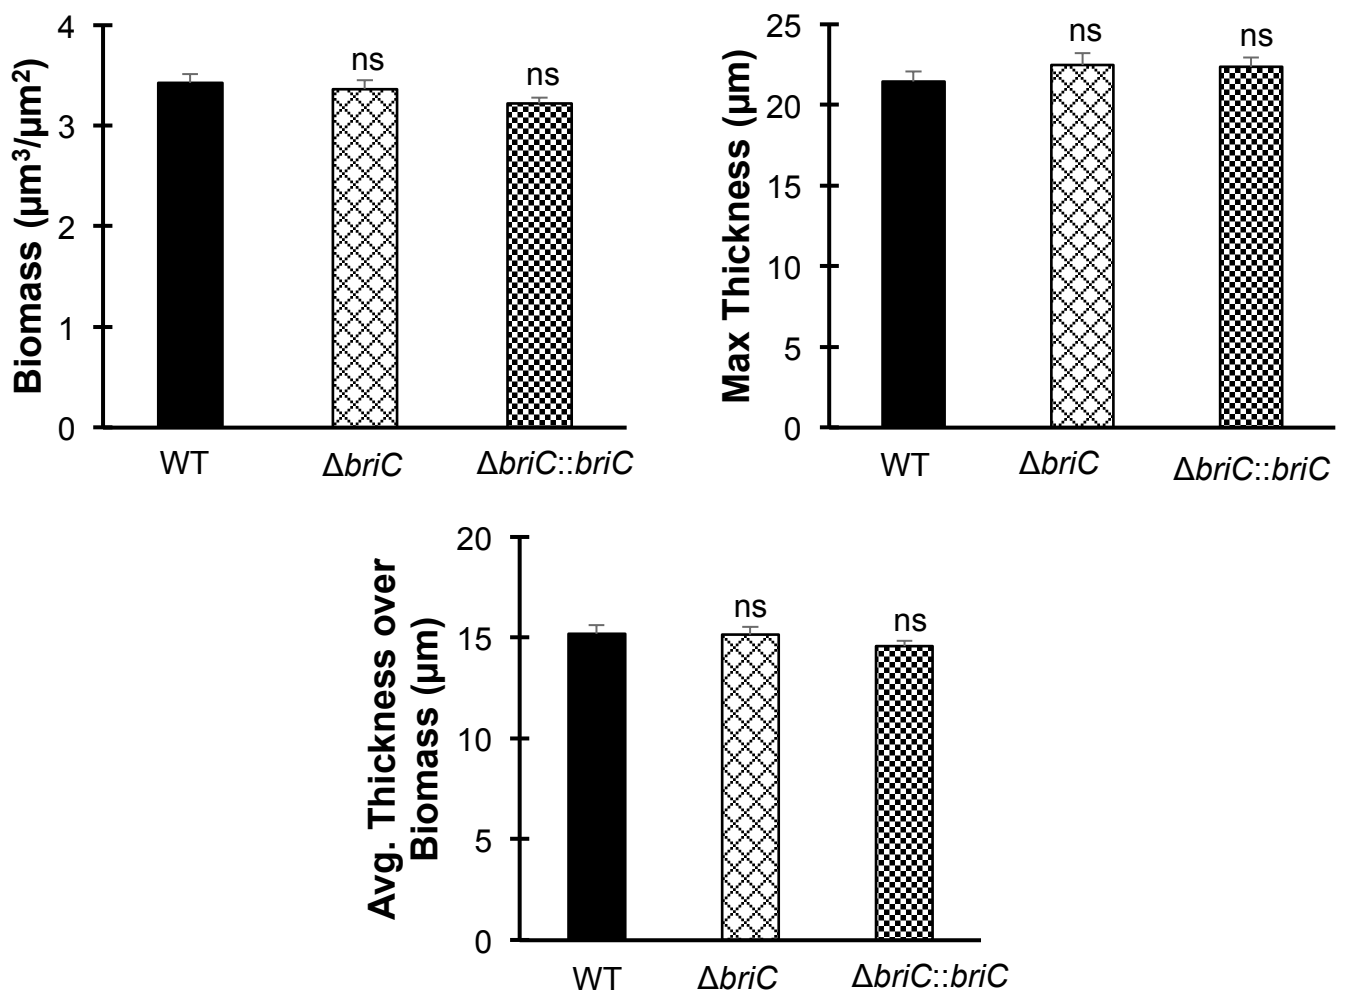 Biomass (µm³/µm²)
4
3
2
1
0
ns
ns
WT
ΔbriC
ΔbriC::briC
Max Thickness (µm)
25
20
15
10
5
0
ns
ns
WT
ΔbriC
ΔbriC::briC
Avg. Thickness over
Biomass (µm)
20
15
10
5
0
ns
ns
WT
ΔbriC
ΔbriC::briC